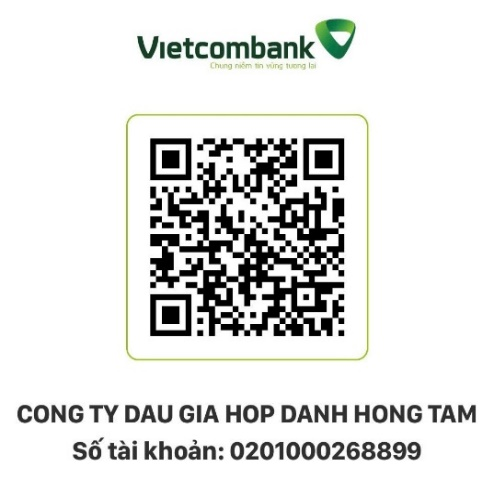 Vietcombank
Chung niềm tin vững tương lai
CONG TY DAU GIA HOP DANH HONG TAM
Số tài khoản: 0201000268899